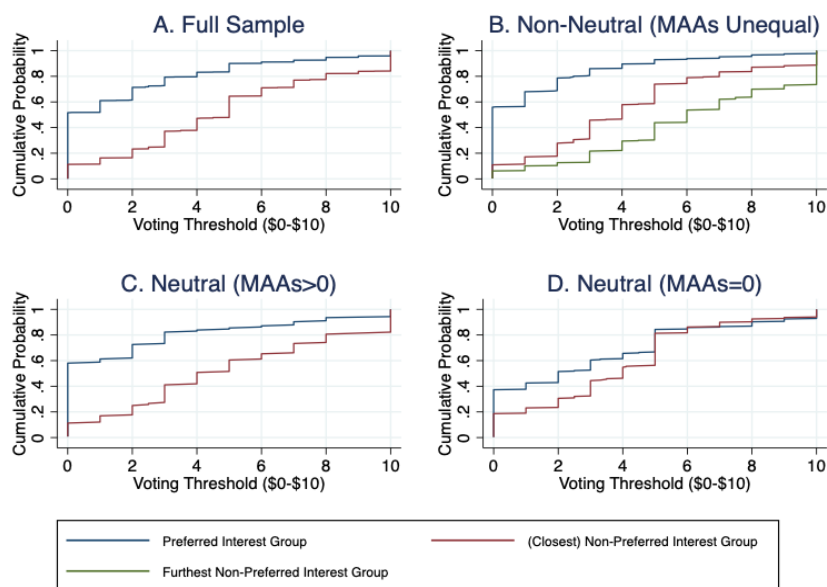 A. Full Sample
Cumulative Probability
0 .2 .4 .6 .8 1
0 2 4 6 8 10
Voting Threshold ($0-$10)
B. Non-Neutral (MAAs Unequal)
Cumulative Probability
0 .2 .4 .6 .8 1
0 2 4 6 8 10
Voting Threshold ($0-$10)
C. Neutral (MAAs>0)
Cumulative Probability
0 .2 .4 .6 .8 1
0 2 4 6 8 10
Voting Threshold ($0-$10)
D. Neutral (MAAs=0)
Cumulative Probability
0 .2 .4 .6 .8 1
0 2 4 6 8 10
Voting Threshold ($0-$10)
Preferred Interest Group
(Closest) Non-Preferred Interest Group
Furthest Non-Preferred Interest Group